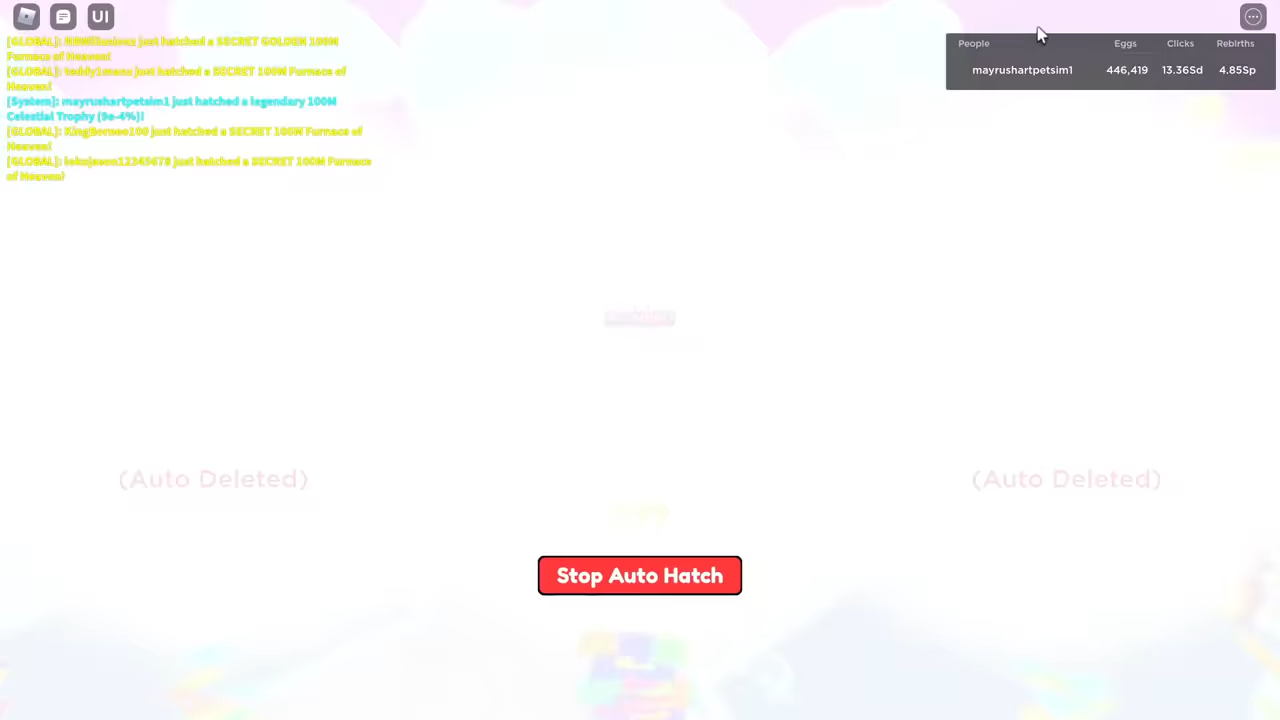 UI
[GLOBAL]: just hatched a SECRET GOLDEN 100M
Furnace of Heaven!
[GLOBAL]: teddy1manu just hatched a SECRET 100M Furnace of
Heaven!
[System]: mayrushartpetsim1 just hatched a legendary 100M
Celestial Trophy (9e-4%)!
[GLOBAL]: KingBorneo100 just hatched a SECRET 100M Furnace of
Heaven!
[GLOBAL]: lokojason12345678 just hatched a SECRET 100M Furnace
of Heaven!
People Eggs Clicks Rebirths
mayrushartpetsim1 446,419 13.36Sd 4.85Sp
(Auto Deleted) (Auto Deleted)
Stop Auto Hatch